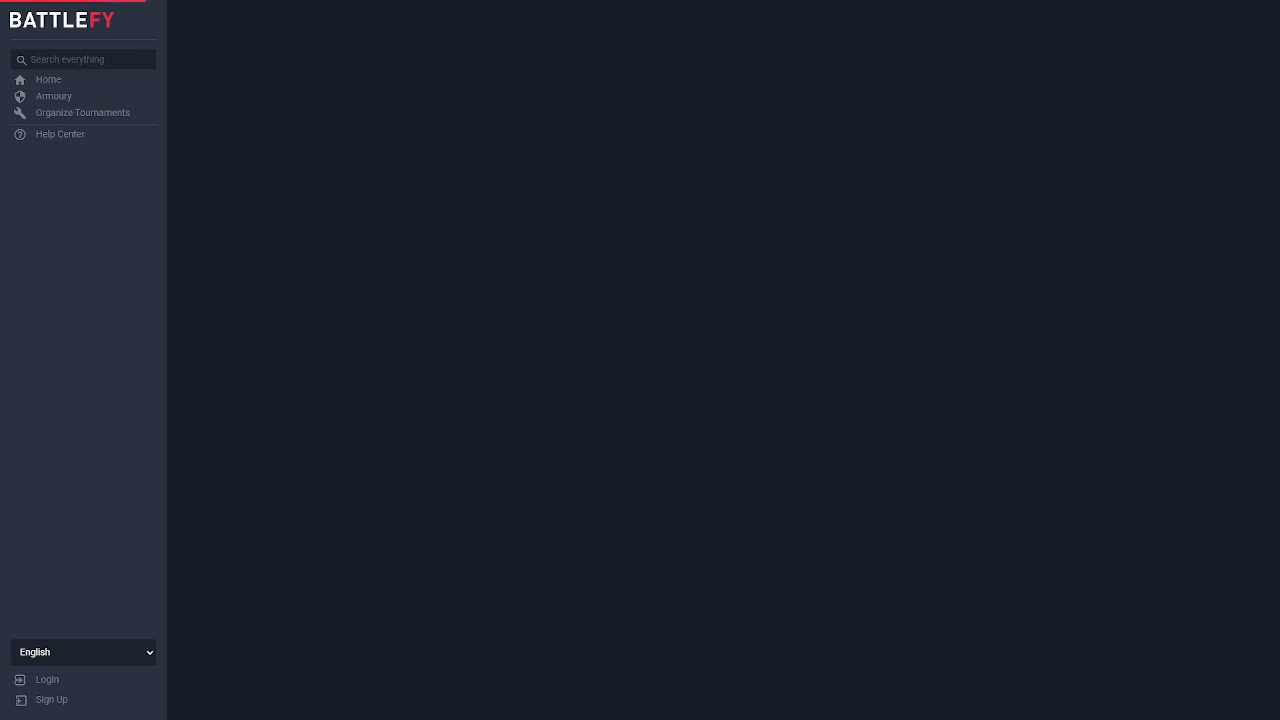 BATTLEFY
Search everything
Home
Armoury
Organize Tournaments
Help Center
English
Login
Sign Up